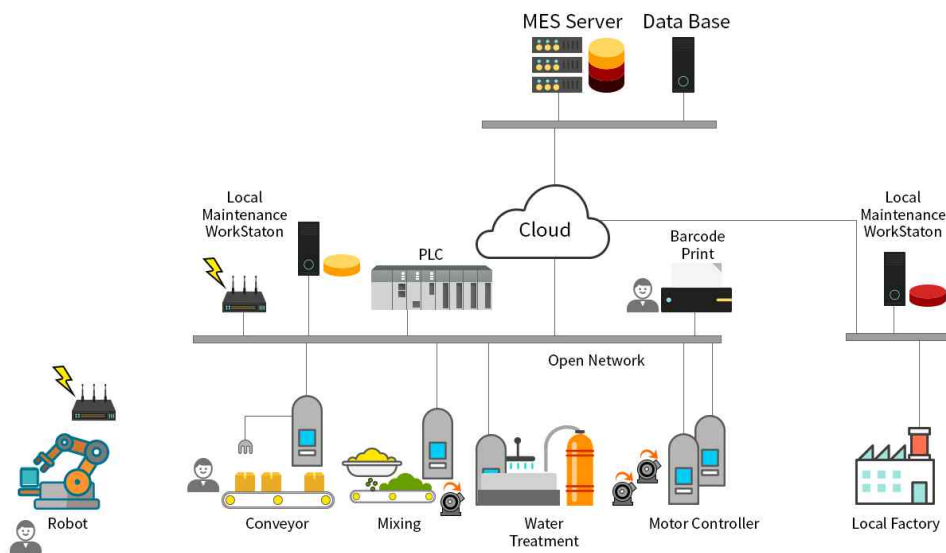 MES Server
Data Base
Local
Maintenance
WorkStaton
Cloud
Local
Maintenance
WorkStaton
PLC
Barcode
Print
Open Network
Robot
Conveyor
Mixing
Water
Treatment
Motor Controller
Local Factory